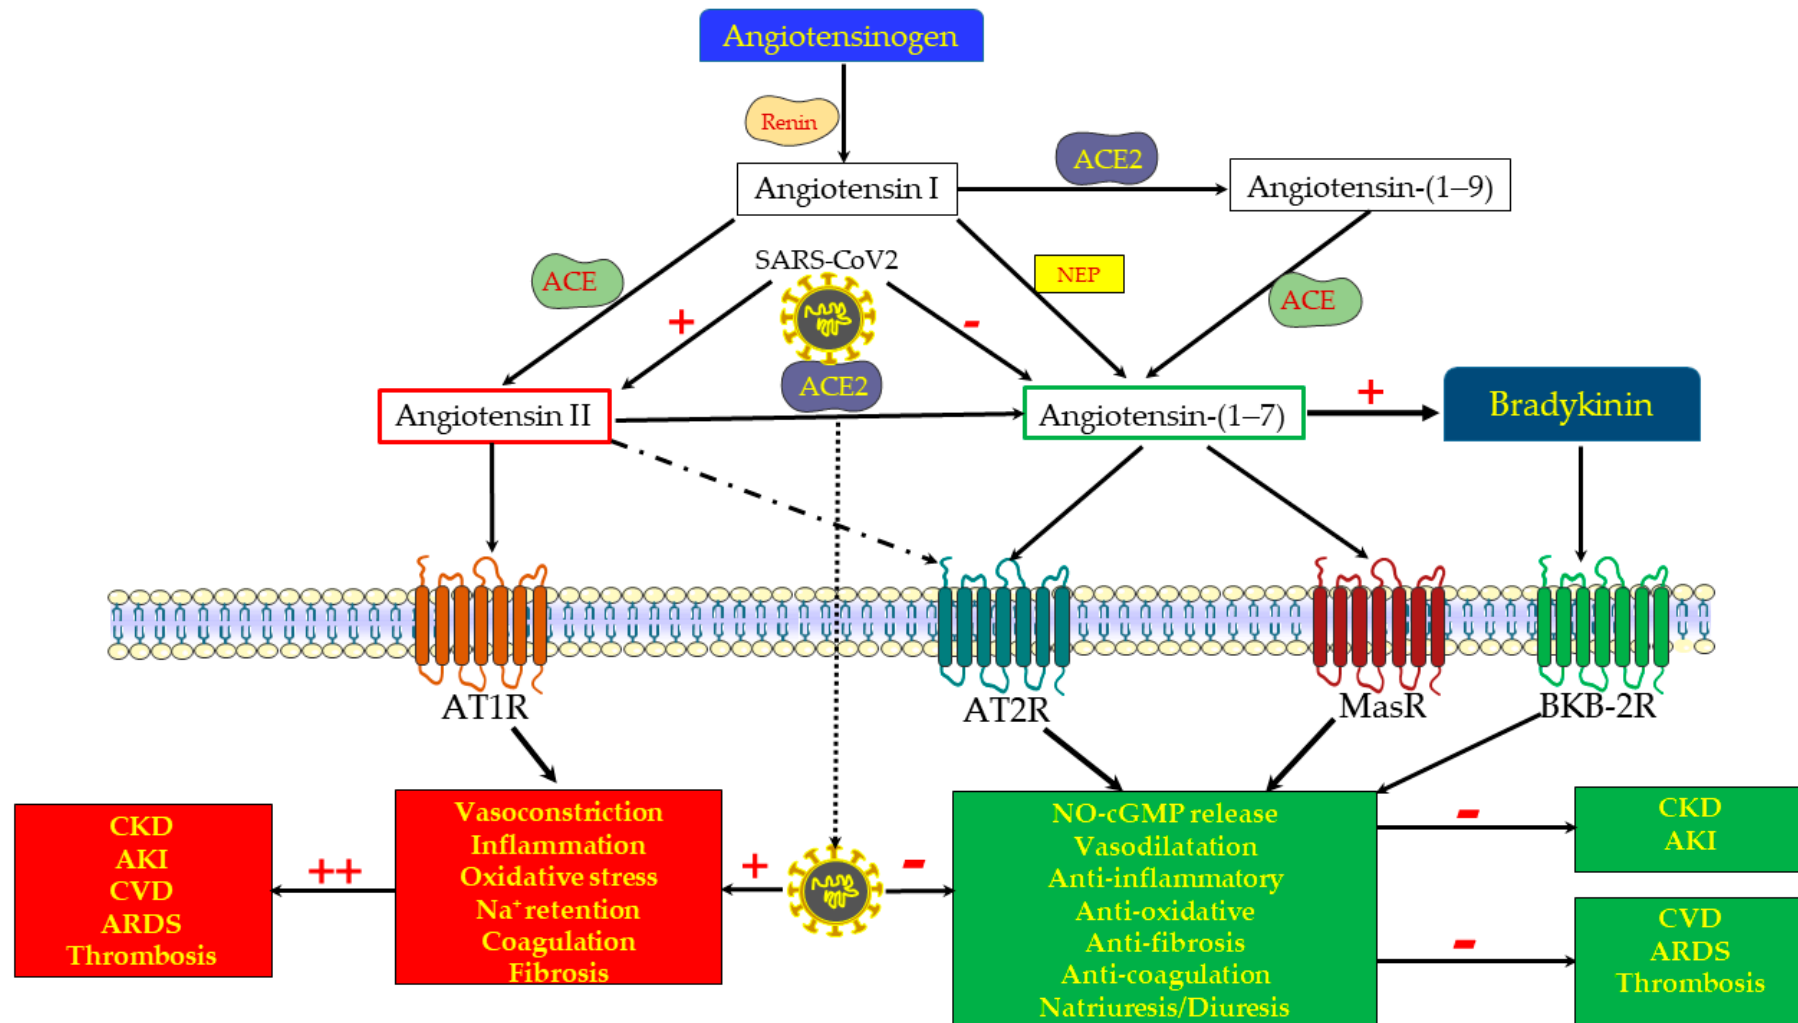 Angiotensinogen
Renin
ACE2
Angiotensin I
Angiotensin-(1–9)
SARS-CoV2
ACE
NEP
ACE
+
-
ACE2
Angiotensin II
Angiotensin-(1–7)
+
Bradykinin
AT1R
AT2R
MasR
BKB-2R
CKD
AKI
CVD
ARDS
Thrombosis
++
Vasoconstriction
Inflammation
Oxidative stress
Na⁺ retention
Coagulation
Fibrosis
+
-
NO-cGMP release
Vasodilatation
Anti-inflammatory
Anti-oxidative
Anti-fibrosis
Anti-coagulation
Natriuresis/Diuresis
-
CKD
AKI
-
CVD
ARDS
Thrombosis